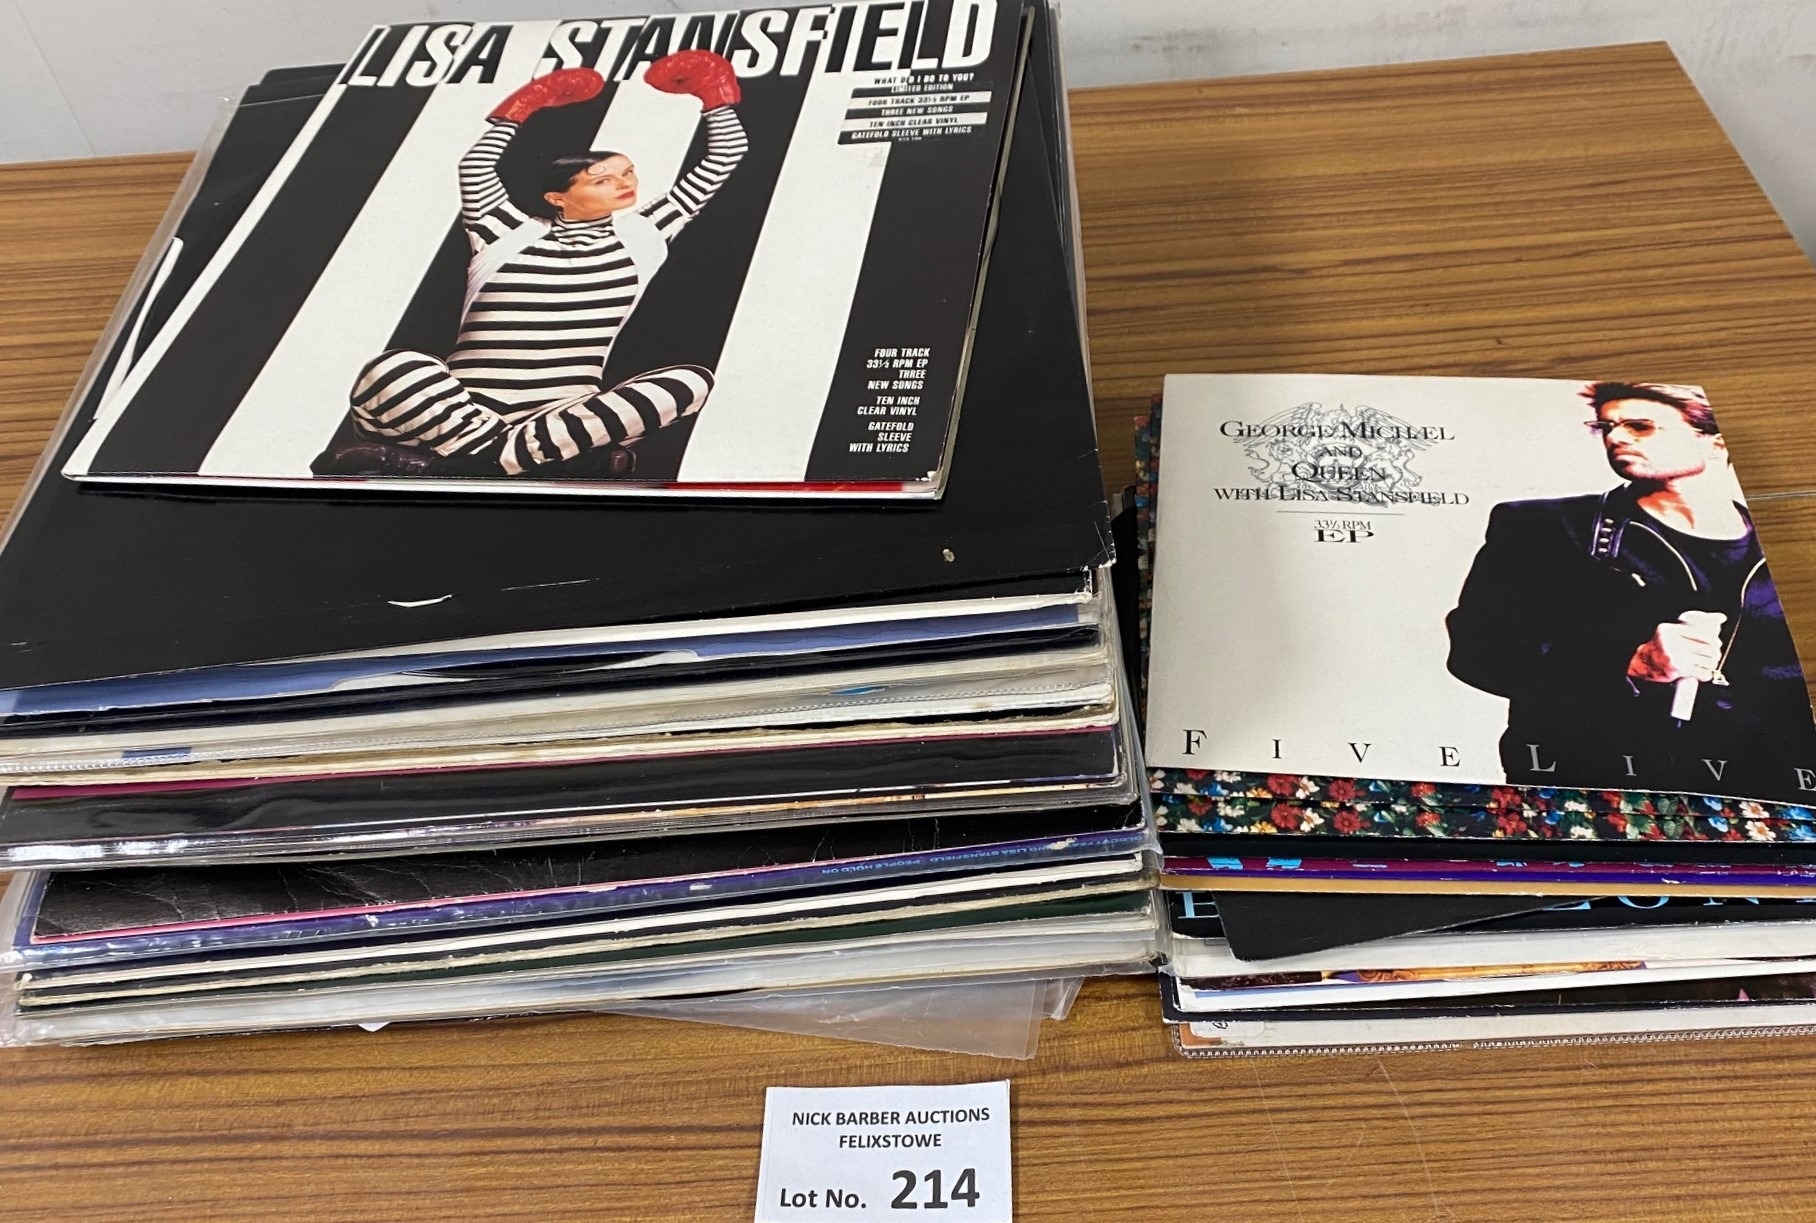 LISA STANSFIELD
WHAT DID I DO TO YOU?
LIMITED EDITION
FOUR TRACK 33⅓ RPM EP
THREE NEW SONGS
TEN INCH CLEAR VINYL
GATEFOLD SLEEVE WITH LYRICS
FOUR TRACK
33⅓ RPM EP
THREE
NEW SONGS
TEN INCH
CLEAR VINYL
GATEFOLD
SLEEVE
WITH LYRICS
GEORGE MICHAEL
AND
QUEEN
WITH LISA STANSFIELD
33⅓ RPM
EP
FIVE LIVE
LISA STANSFIELD PEOPLE HOLD ON
NICK BARBER AUCTIONS
FELIXSTOWE
Lot No. 214